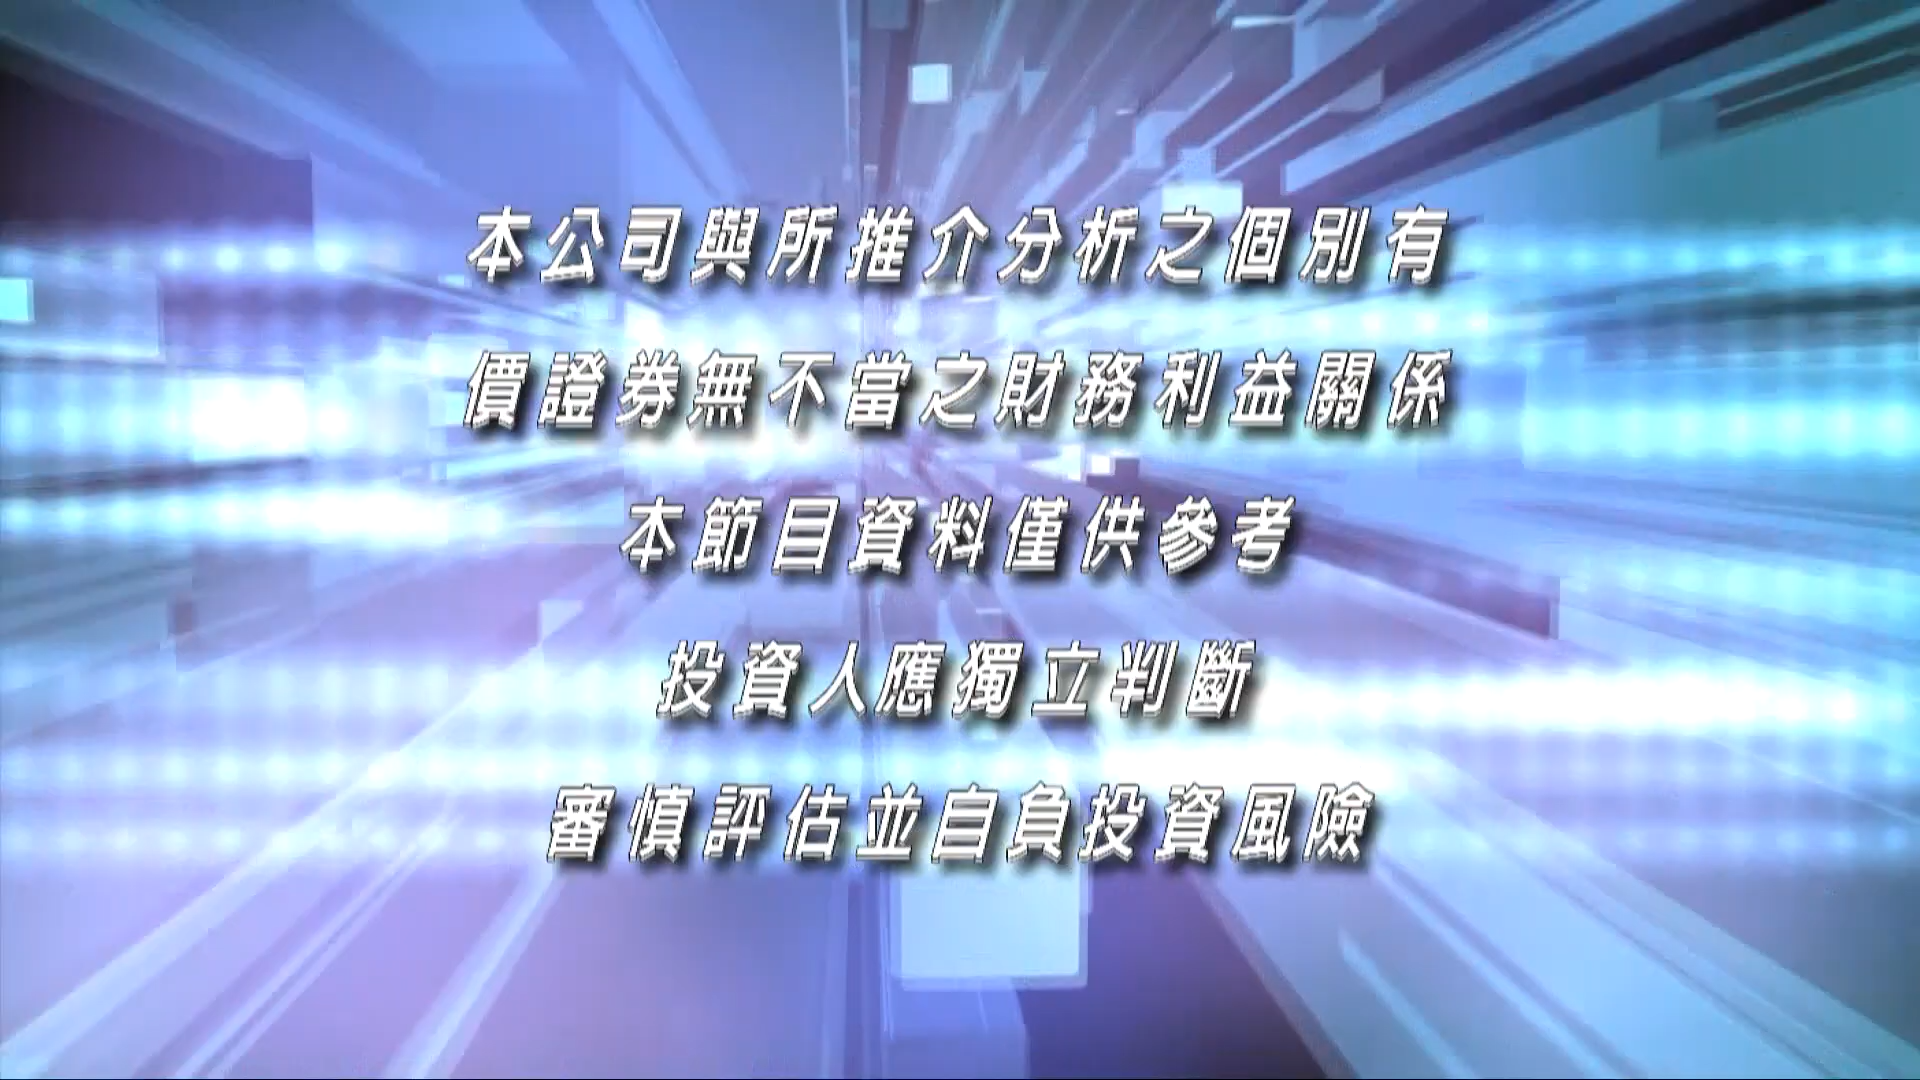 本公司與所推介分析之個別有
價證券無不當之財務利益關係
本節目資料僅供參考
投資人應獨立判斷
審慎評估並自負投資風險